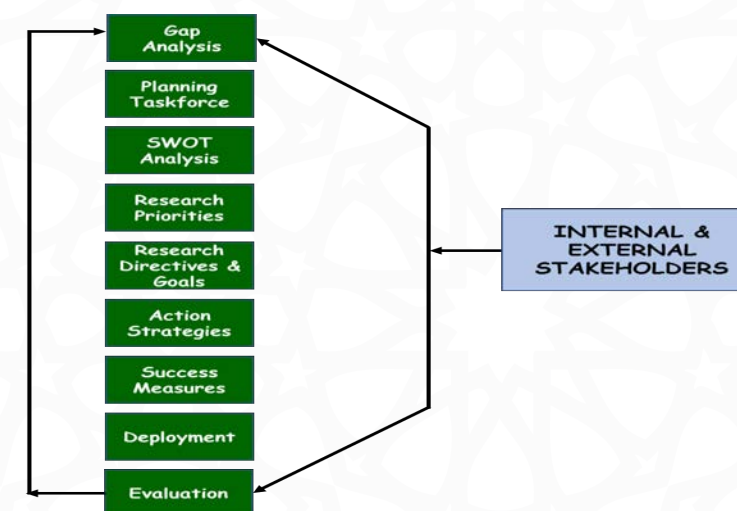 Gap
Analysis
Planning
Taskforce
SWOT
Analysis
Research
Priorities
Research
Directives &
Goals
Action
Strategies
Success
Measures
Deployment
Evaluation
INTERNAL &
EXTERNAL
STAKEHOLDERS